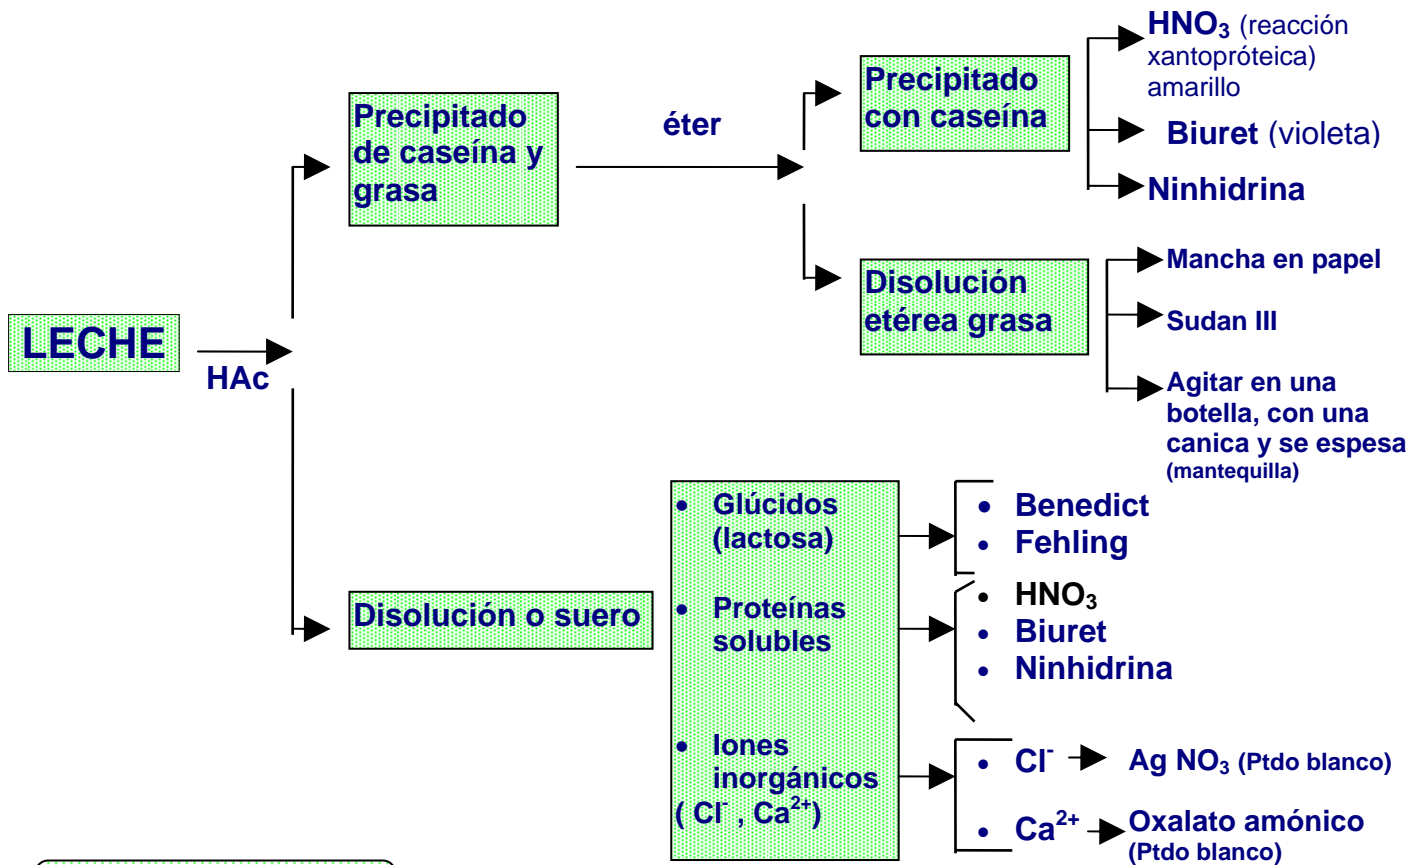 LECHE
HAc
Precipitado
de caseína y
grasa
éter
Precipitado
con caseína
HNO₃ (reacción
xantopróteica)
amarillo
Biuret (violeta)
Ninhidrina
Disolución
etérea grasa
Mancha en papel
Sudan III
Agitar en una
botella, con una
canica y se espesa
(mantequilla)
Disolución o suero
• Glúcidos
(lactosa)
• Benedict
• Fehling
• Proteínas
solubles
• HNO₃
• Biuret
• Ninhidrina
• Iones
inorgánicos
( Cl⁻ , Ca²⁺)
• Cl⁻
Ag NO₃ (Ptdo blanco)
• Ca²⁺
Oxalato amónico
(Ptdo blanco)